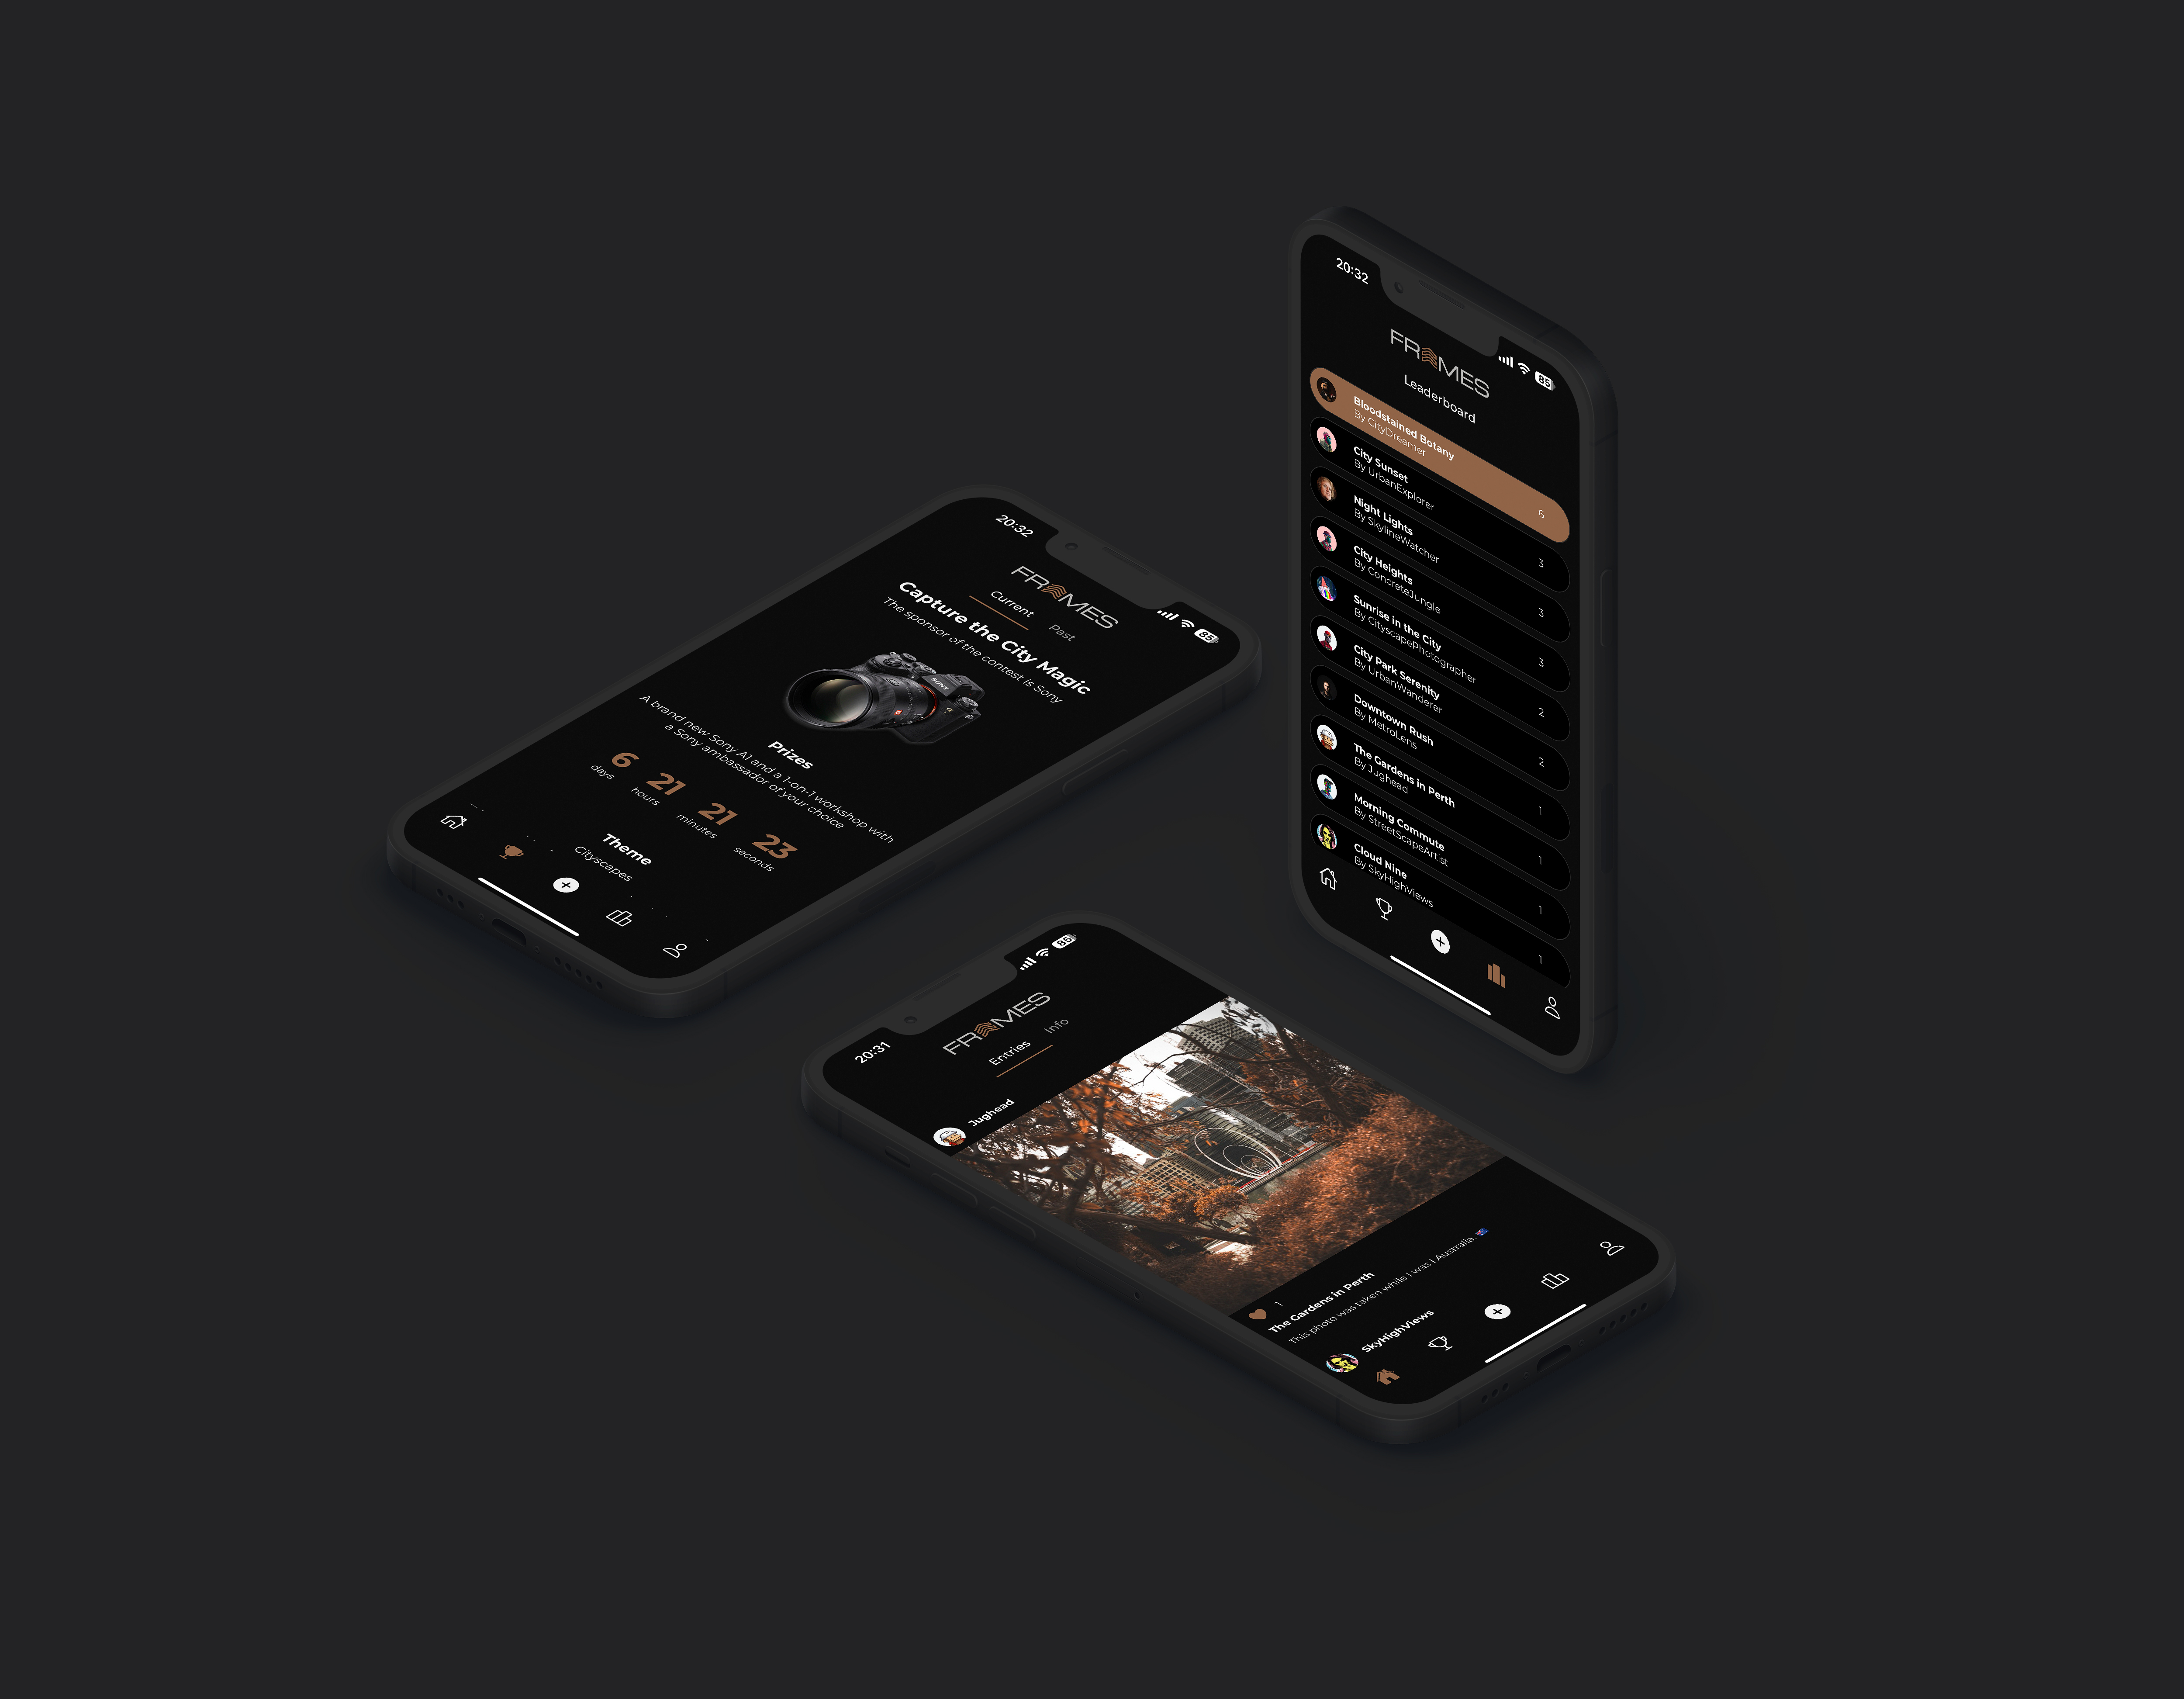 20:32
85
FRAMES
Current
Past
Capture the City Magic
The sponsor of the contest is Sony
SONY
Prizes
A brand new Sony A1 and a 1-on-1 workshop with
a Sony ambassador of your choice
6 21 21 23
days hours minutes seconds
Theme
Cityscapes
20:32
85
FRAMES
Leaderboard
Bloodstained Botany
By CityDreamer
6
City Sunset
By UrbanExplorer
3
Night Lights
By SkylineWatcher
3
City Heights
By ConcreteJungle
3
Sunrise in the City
By CityscapePhotographer
2
City Park Serenity
By UrbanWanderer
2
Downtown Rush
By MetroLens
1
The Gardens in Perth
By Jughead
1
Morning Commute
By StreetScapeArtist
1
Cloud Nine
By SkyHighViews
1
20:31
85
FRAMES
Entries
Info
Jughead
1
The Gardens in Perth
This photo was taken while I was I Australia.
SkyHighViews